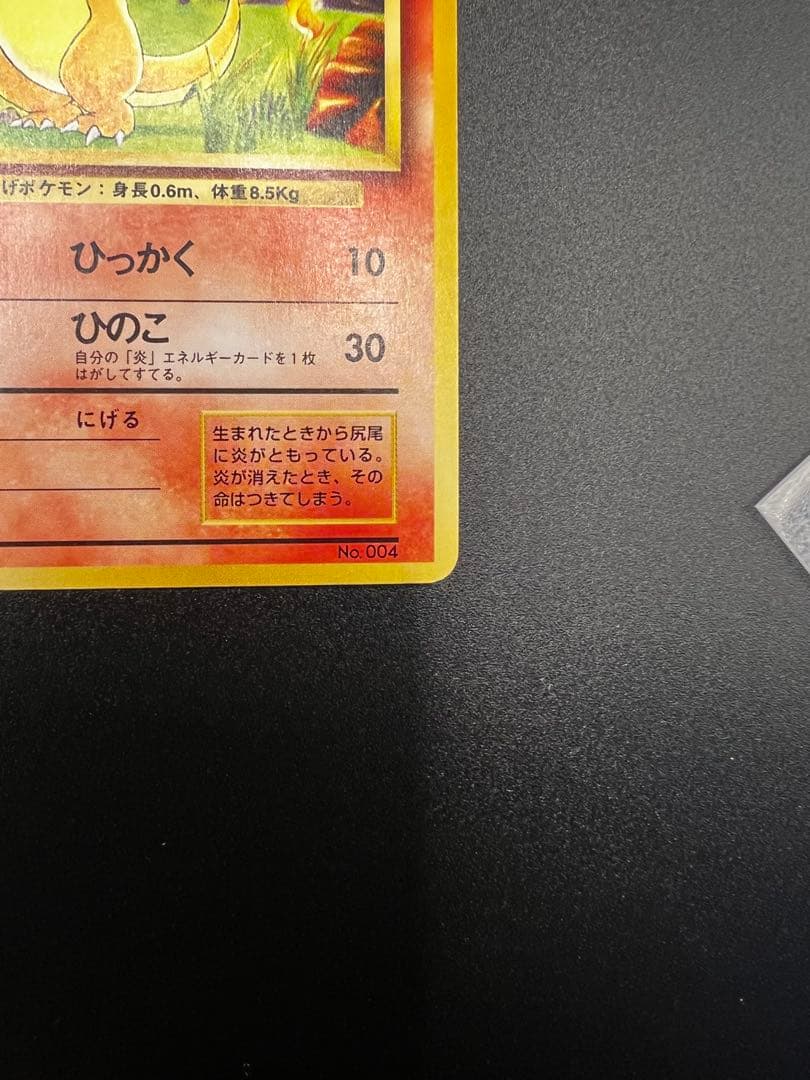 げポケモン：身長0.6m、体重8.5Kg
ひっかく 10
ひのこ 30
自分の「炎」エネルギーカードを1枚
はがしてすてる。
にげる
生まれたときから尻尾
に炎がともっている。
炎が消えたとき、その
命はつきてしまう。
No. 004